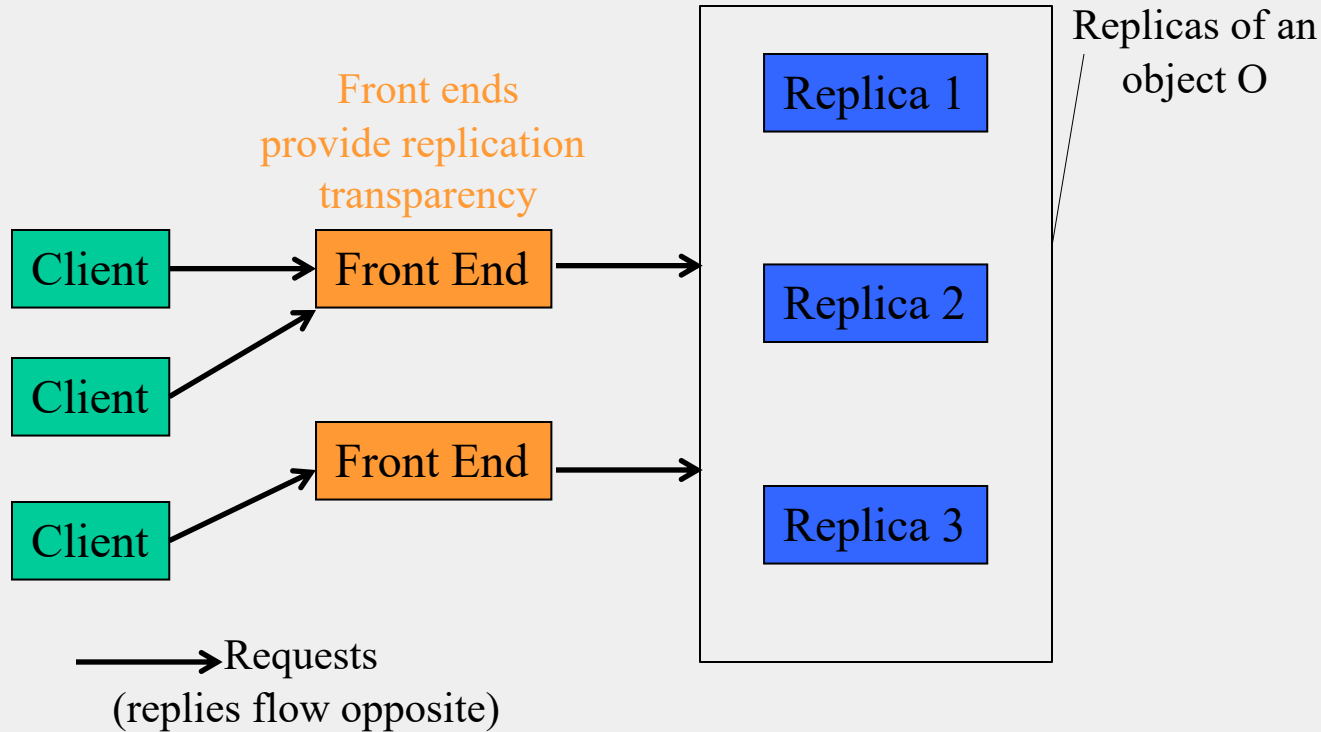 Replicas of an
object O
Replica 1
Front ends
provide replication
transparency
Client
Front End
Replica 2
Client
Front End
Client
Replica 3
Requests
(replies flow opposite)